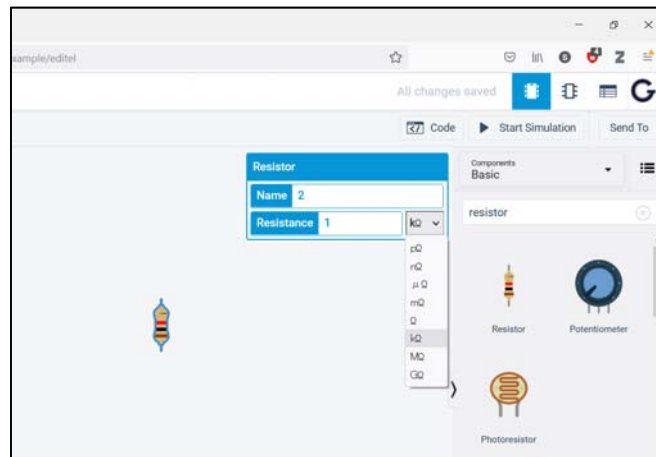 xample/editel
All changes saved
Code
Start Simulation
Send To
Resistor
Name 2
Resistance 1 kΩ
pΩ
nΩ
μΩ
mΩ
Ω
kΩ
MΩ
GΩ
Components
Basic
resistor
Resistor
Potentiometer
Photoresistor